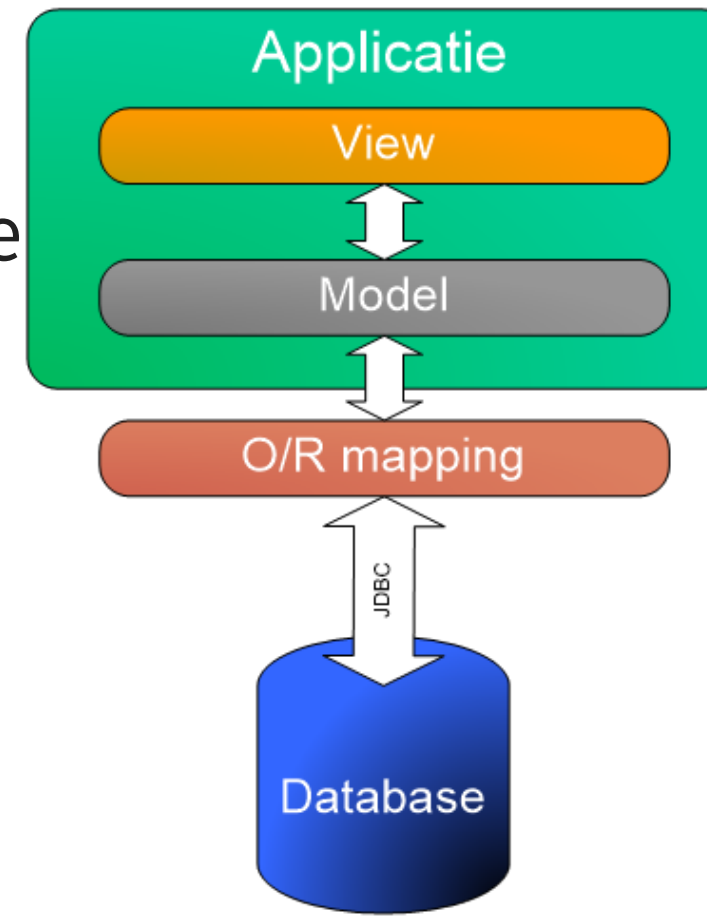 Applicatie
View
e
Model
O/R mapping
JDBC
Database